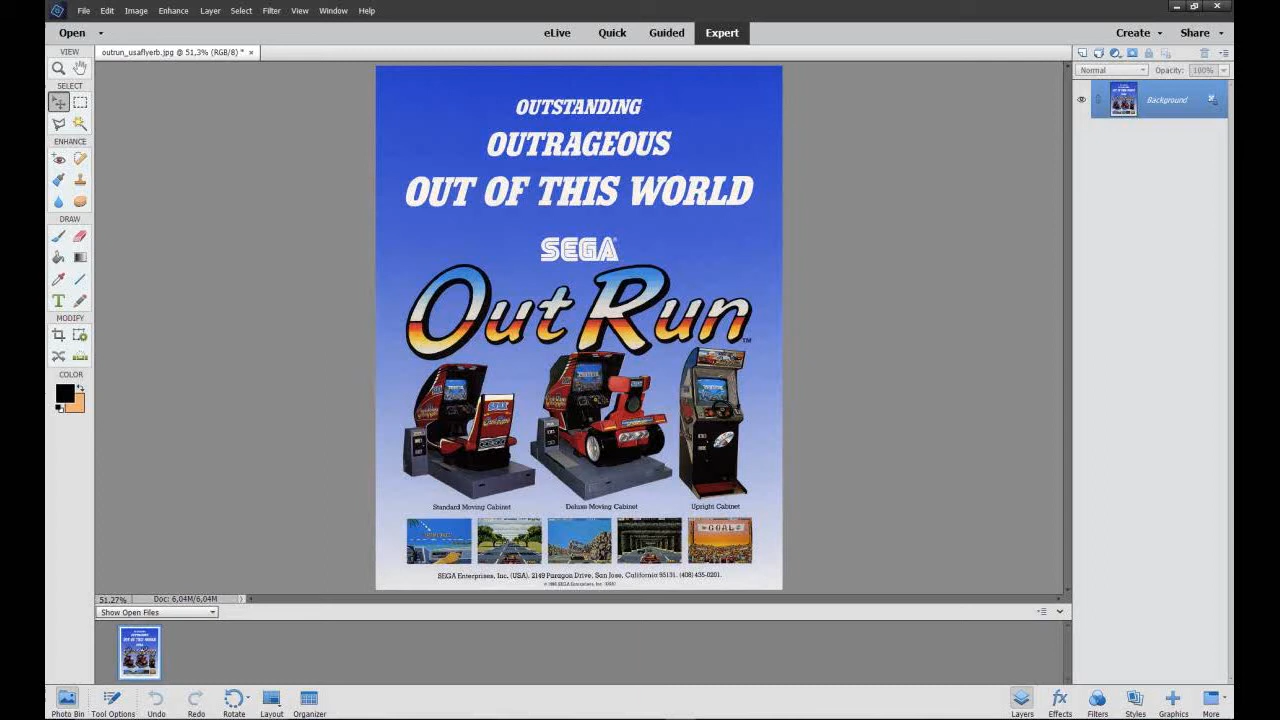 File Edit Image Enhance Layer Select Filter View Window Help
Open eLive Quick Guided Expert Create Share
VIEW
outrun_usaflyerb.jpg @ 51,3% (RGB/8) * ×
Normal Opacity: 100%
SELECT
Background
ENHANCE
DRAW
T
MODIFY
COLOR
OUTSTANDING
OUTRAGEOUS
OUT OF THIS WORLD
SEGA
OutRun
TM
Standard Moving Cabinet Deluxe Moving Cabinet Upright Cabinet
GOAL
SEGA Enterprises, Inc. (USA), 2149 Paragon Drive, San Jose, California 95131. (408) 435-0201.
51.27% Doc: 6,04M/6,04M
Show Open Files
Photo Bin Tool Options Undo Redo Rotate Layout Organizer Layers Effects Filters Styles Graphics More